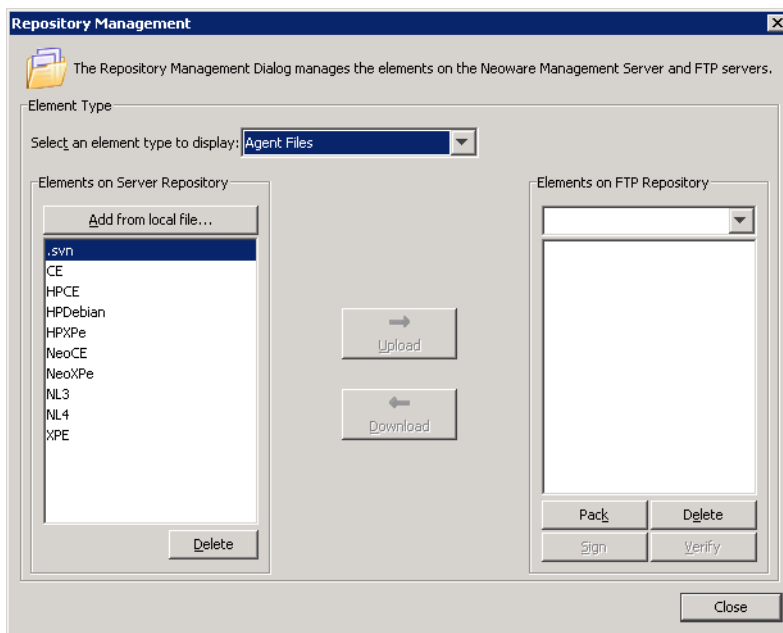 Repository Management
The Repository Management Dialog manages the elements on the Neoware Management Server and FTP servers.
Element Type
Select an element type to display: Agent Files
Elements on Server Repository
Add from local file...
.svn
CE
HPCE
HPDebian
HPXPe
NeoCE
NeoXPe
NL3
NL4
XPE
Delete
Upload
Download
Elements on FTP Repository
Pack Delete
Sign Verify
Close